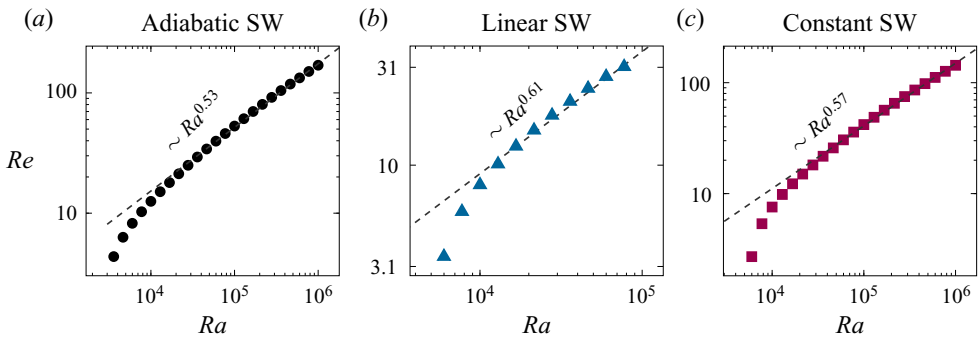 (a) Adiabatic SW
100
10
Re
~ Ra^0.53
10^4 10^5 10^6
Ra
(b) Linear SW
31
10
3.1
~ Ra^0.61
10^4 10^5
Ra
(c) Constant SW
100
10
~ Ra^0.57
10^4 10^5 10^6
Ra